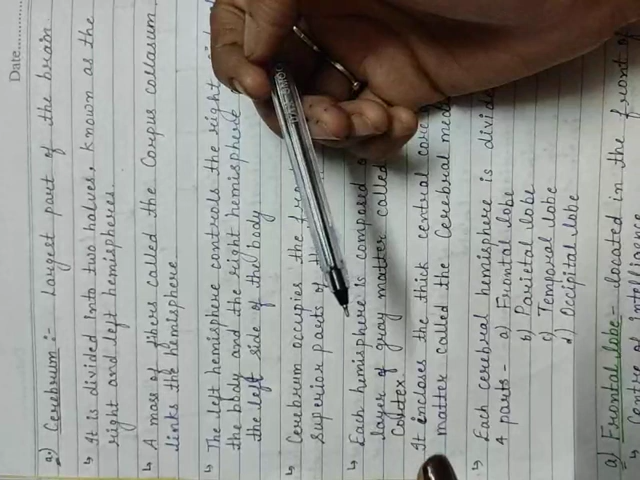 Date..........
a) Cerebrum :- Largest part of the brain
↳ It is divided into two halves, known as the
right and left hemispheres
↳ A mass of fibers called the Corpus callasum,
links the hemisphere
↳ The left hemisphere controls the right
the body and the right hemisphere
the left side of the body
↳ Cerebrum occupies the
superior parts of
↳ Each hemisphere is composed
layer of gray matter called
Cortex
It encloses the thick central
matter called the Cerebral
↳ Each cerebral hemisphere is
4 parts - a) Frontal lobe
b) Parietal lobe
c) Temporal lobe
d) Occipital lobe
a) Frontal lobe - located in the front of
↳ Centre of intelligence